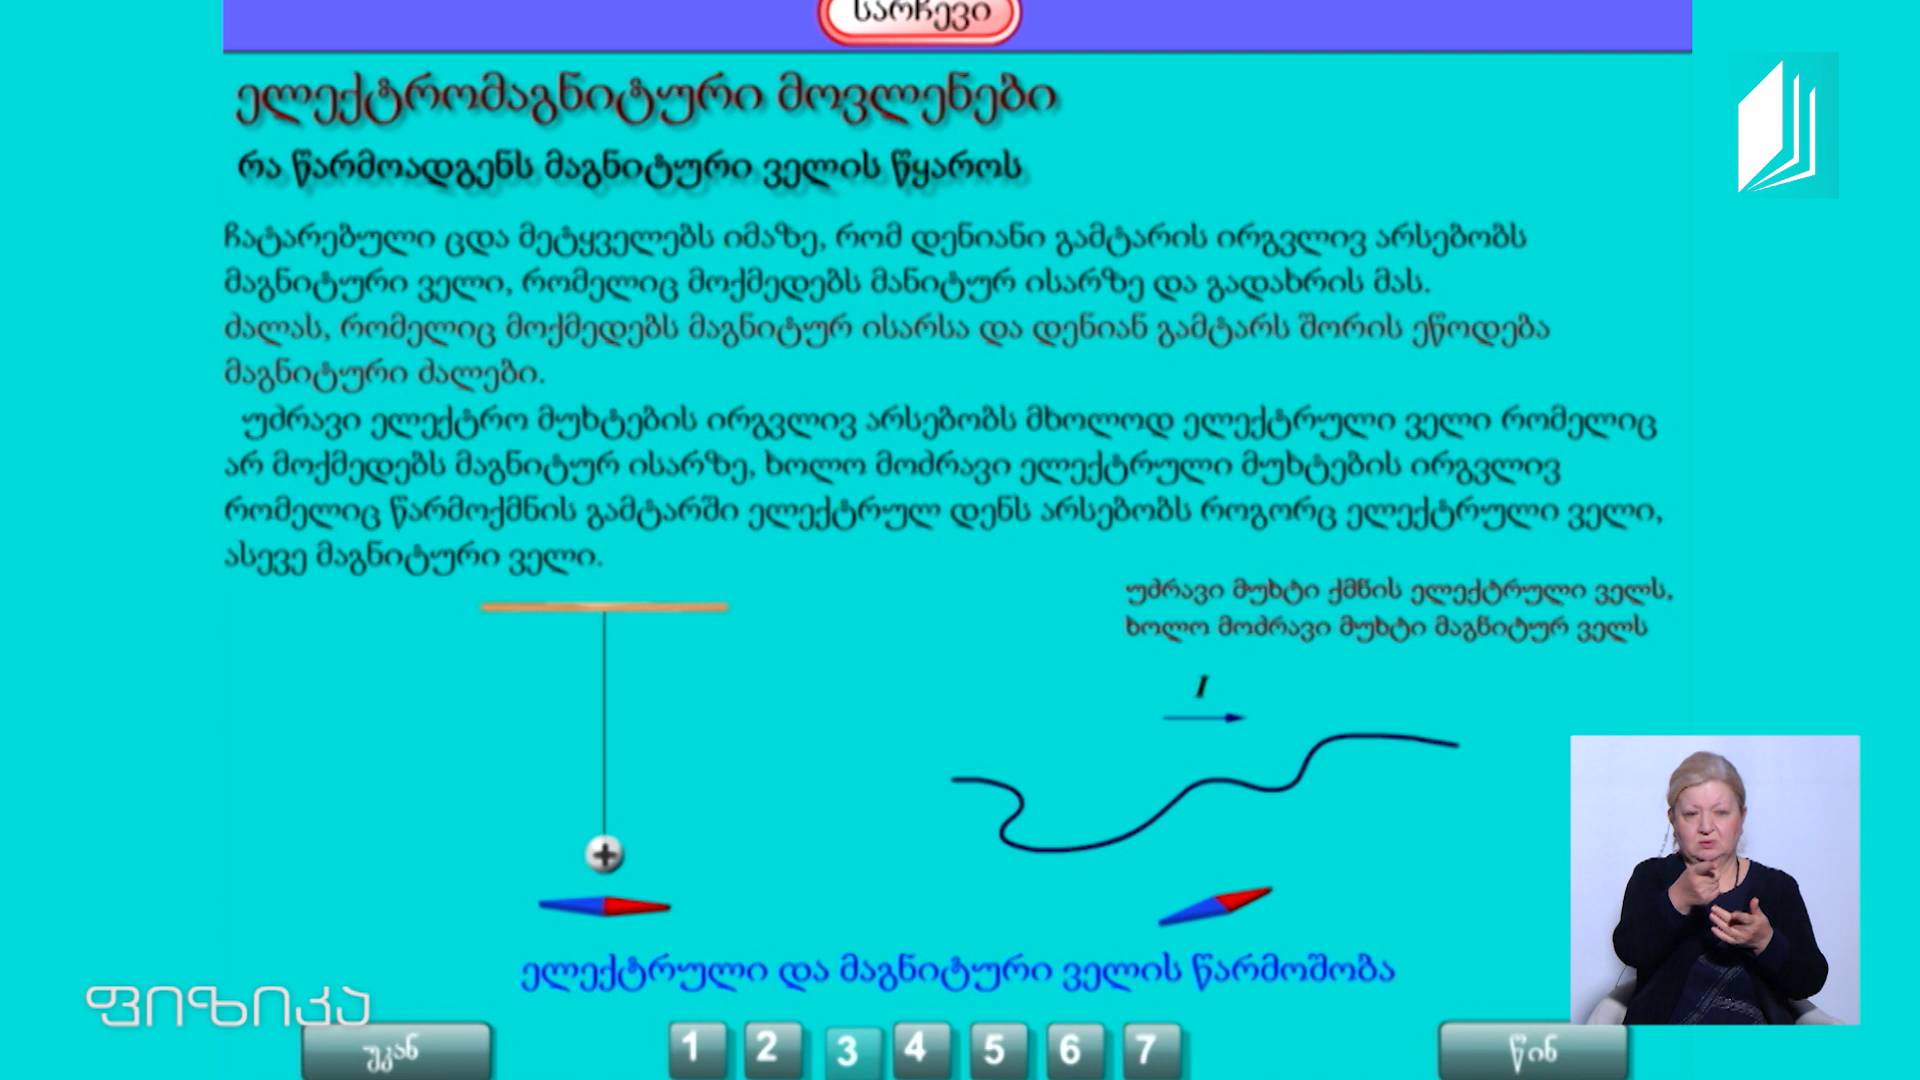 სარჩევი
ელექტრომაგნიტური მოვლენები
რა წარმოადგენს მაგნიტური ველის წყაროს
ჩატარებული ცდა მეტყველებს იმაზე, რომ დენიანი გამტარის ირგვლივ არსებობს
მაგნიტური ველი, რომელიც მოქმედებს მანიტურ ისარზე და გადახრის მას.
ძალას, რომელიც მოქმედებს მაგნიტურ ისარსა და დენიან გამტარს შორის ეწოდება
მაგნიტური ძალები.
უძრავი ელექტრო მუხტების ირგვლივ არსებობს მხოლოდ ელექტრული ველი რომელიც
არ მოქმედებს მაგნიტურ ისარზე, ხოლო მოძრავი ელექტრული მუხტების ირგვლივ
რომელიც წარმოქმნის გამტარში ელექტრულ დენს არსებობს როგორც ელექტრული ველი,
ასევე მაგნიტური ველი.
უძრავი მუხტი ქმნის ელექტრული ველს,
ხოლო მოძრავი მუხტი მაგნიტურ ველს
I
+
ელექტრული და მაგნიტური ველის წარმოშობა
ფიზიკა
უკან
1 2 3 4 5 6 7
წინ